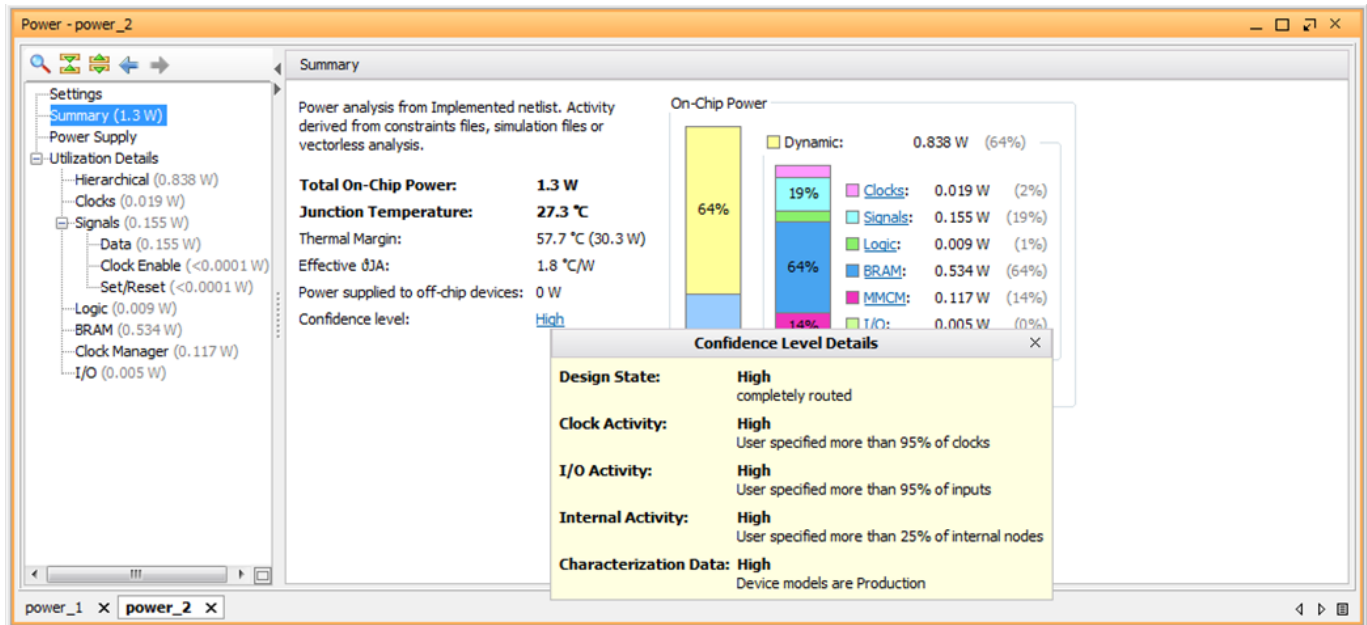 Power - power_2
Summary
Settings
Summary (1.3 W)
Power Supply
Utilization Details
Hierarchical (0.838 W)
Clocks (0.019 W)
Signals (0.155 W)
Data (0.155 W)
Clock Enable (<0.0001 W)
Set/Reset (<0.0001 W)
Logic (0.009 W)
BRAM (0.534 W)
Clock Manager (0.117 W)
I/O (0.005 W)
Power analysis from Implemented netlist. Activity
derived from constraints files, simulation files or
vectorless analysis.
Total On-Chip Power: 1.3 W
Junction Temperature: 27.3 °C
Thermal Margin: 57.7 °C (30.3 W)
Effective ϑJA: 1.8 °C/W
Power supplied to off-chip devices: 0 W
Confidence level: High
On-Chip Power
64%
Dynamic: 0.838 W (64%)
19%
64%
14%
Clocks: 0.019 W (2%)
Signals: 0.155 W (19%)
Logic: 0.009 W (1%)
BRAM: 0.534 W (64%)
MMCM: 0.117 W (14%)
I/O: 0.005 W (0%)
Confidence Level Details
Design State: High
completely routed
Clock Activity: High
User specified more than 95% of clocks
I/O Activity: High
User specified more than 95% of inputs
Internal Activity: High
User specified more than 25% of internal nodes
Characterization Data: High
Device models are Production
power_1 power_2